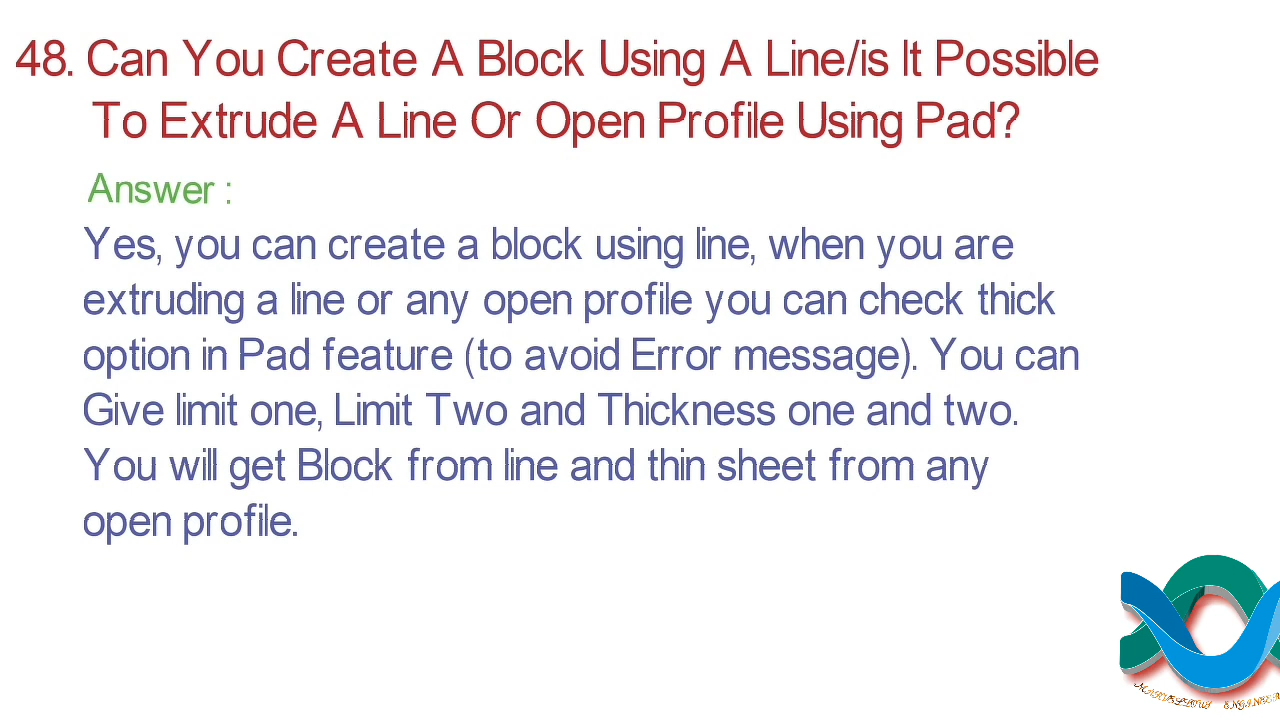 48. Can You Create A Block Using A Line/is It Possible
To Extrude A Line Or Open Profile Using Pad?
Answer :
Yes, you can create a block using line, when you are
extruding a line or any open profile you can check thick
option in Pad feature (to avoid Error message). You can
Give limit one, Limit Two and Thickness one and two.
You will get Block from line and thin sheet from any
open profile.